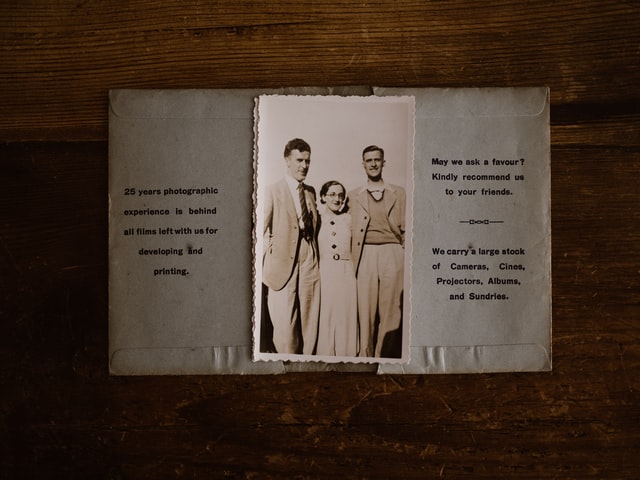 25 years photographic
experience is behind
all films left with us for
developing and
printing.
May we ask a favour?
Kindly recommend us
to your friends.
We carry a large stock
of Cameras, Cines,
Projectors, Albums,
and Sundries.